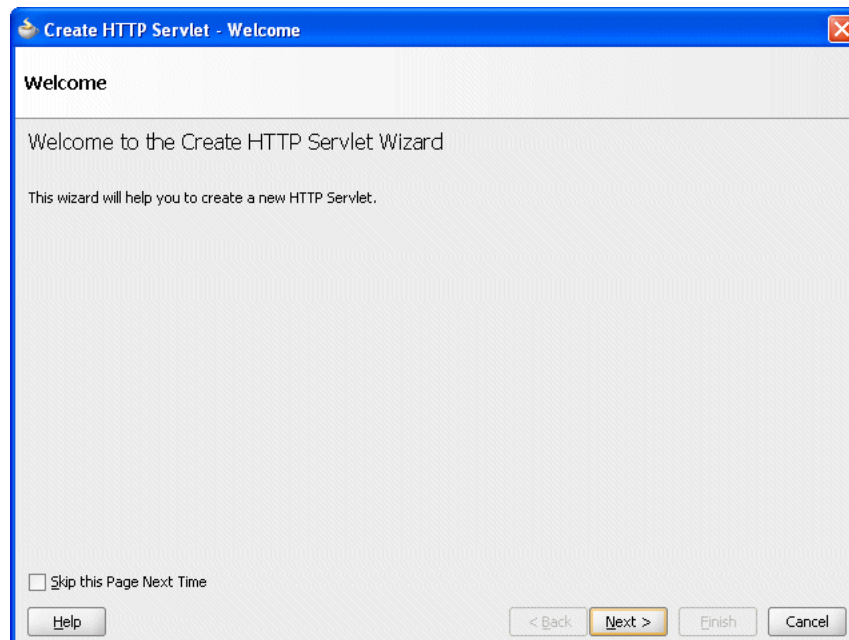 Create HTTP Servlet - Welcome
Welcome
Welcome to the Create HTTP Servlet Wizard
This wizard will help you to create a new HTTP Servlet.
Skip this Page Next Time
Help
< Back
Next >
Finish
Cancel